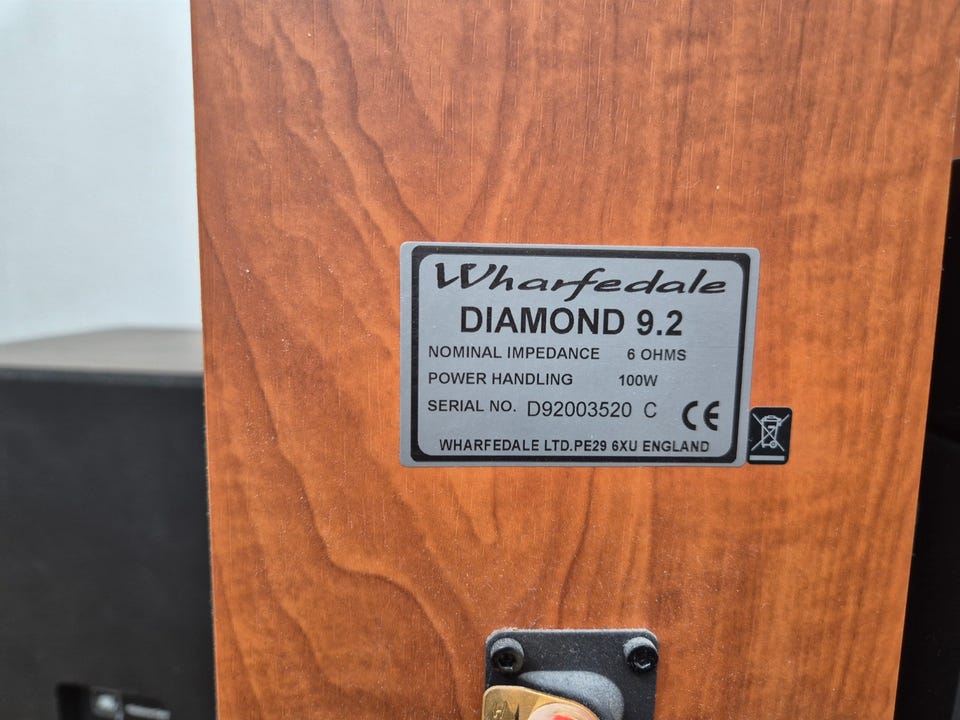 Wharfedale
DIAMOND 9.2
NOMINAL IMPEDANCE 6 OHMS
POWER HANDLING 100W
SERIAL NO. D92003520 C CE
WHARFEDALE LTD.PE29 6XU ENGLAND